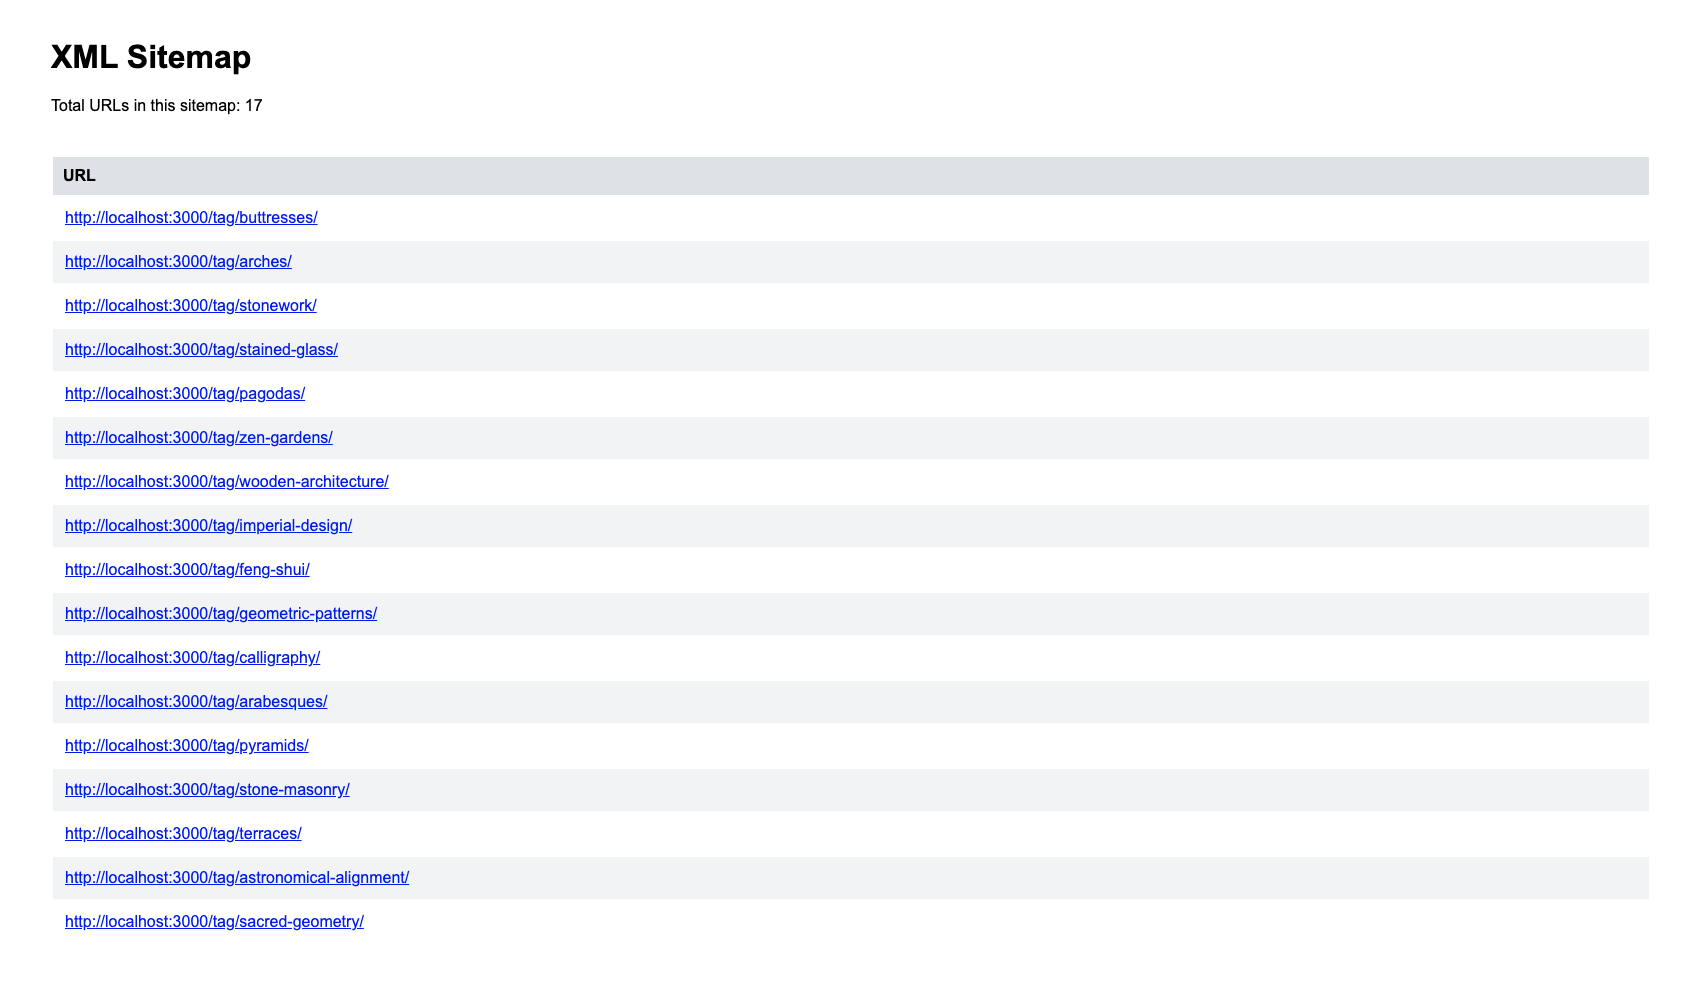 XML Sitemap
Total URLs in this sitemap: 17
URL
http://localhost:3000/tag/buttresses/
http://localhost:3000/tag/arches/
http://localhost:3000/tag/stonework/
http://localhost:3000/tag/stained-glass/
http://localhost:3000/tag/pagodas/
http://localhost:3000/tag/zen-gardens/
http://localhost:3000/tag/wooden-architecture/
http://localhost:3000/tag/imperial-design/
http://localhost:3000/tag/feng-shui/
http://localhost:3000/tag/geometric-patterns/
http://localhost:3000/tag/calligraphy/
http://localhost:3000/tag/arabesques/
http://localhost:3000/tag/pyramids/
http://localhost:3000/tag/stone-masonry/
http://localhost:3000/tag/terraces/
http://localhost:3000/tag/astronomical-alignment/
http://localhost:3000/tag/sacred-geometry/